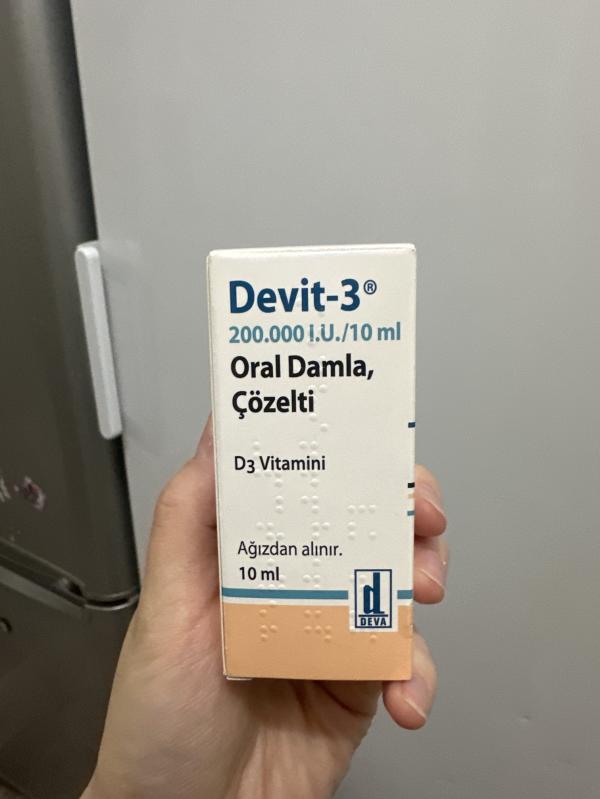 Devit-3®
200.000 I.U./10 ml
Oral Damla,
Çözelti
D3 Vitamini
Ağızdan alınır.
10 ml
d
DEVA